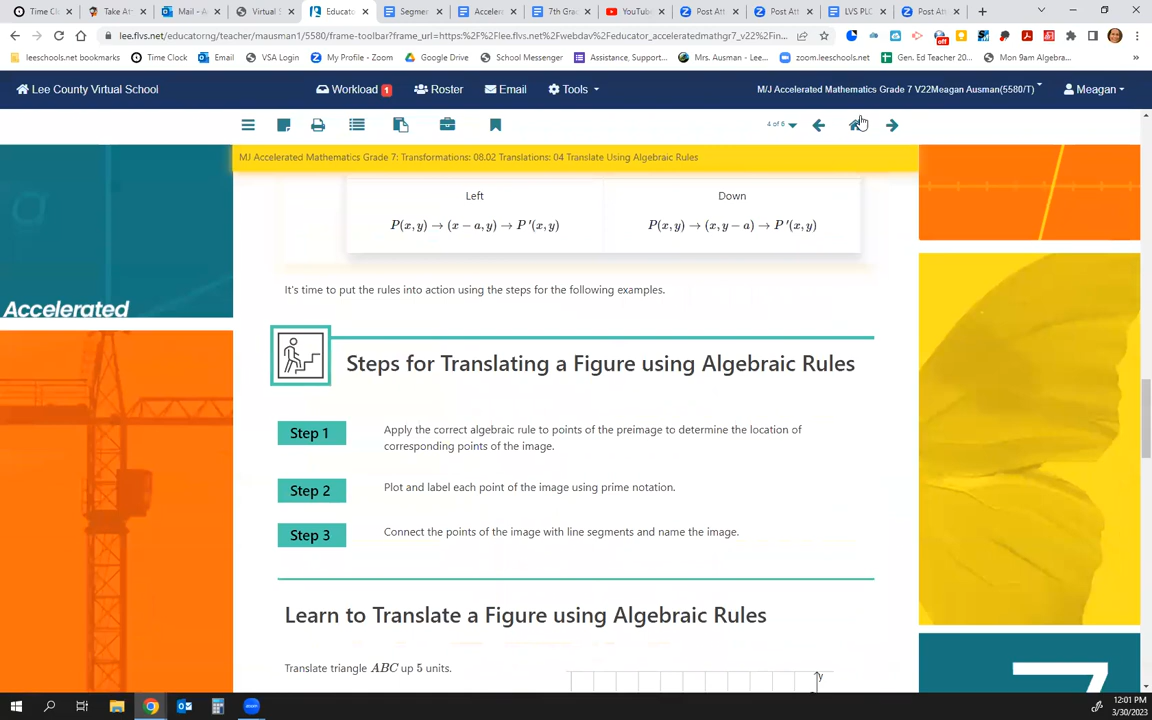 Time Cl
Take At
Mail - A
Virtual S
Educato
Segmen
Acceler
7th Gra
YouTub
Post Att
Post Att
LVS PLC
Post Att
lee.flvs.net/educatorng/teacher/mausman1/5580/frame-toolbar?frame_url=https:%2F%2Flee.flvs.net%2Fwebdav%2Feducator_acceleratedmathgr7_v22%2Fin...
leeschools.net bookmarks
Time Clock
Email
VSA Login
My Profile - Zoom
Google Drive
School Messenger
Assistance, Support...
Mrs. Ausman - Lee...
zoom.leeschools.net
Gen. Ed Teacher 20...
Mon 9am Algebra...
Lee County Virtual School
Workload 1
Roster
Email
Tools
M/J Accelerated Mathematics Grade 7 V22Meagan Ausman(5580/T)
Meagan
4 of 6
MJ Accelerated Mathematics Grade 7: Transformations: 08.02 Translations: 04 Translate Using Algebraic Rules
Left
Down
P(x, y) → (x − a, y) → P ′(x, y)
P(x, y) → (x, y − a) → P ′(x, y)
It's time to put the rules into action using the steps for the following examples.
Accelerated
Steps for Translating a Figure using Algebraic Rules
Step 1
Apply the correct algebraic rule to points of the preimage to determine the location of
corresponding points of the image.
Step 2
Plot and label each point of the image using prime notation.
Step 3
Connect the points of the image with line segments and name the image.
Learn to Translate a Figure using Algebraic Rules
Translate triangle ABC up 5 units.
y
7
12:01 PM
3/30/2023